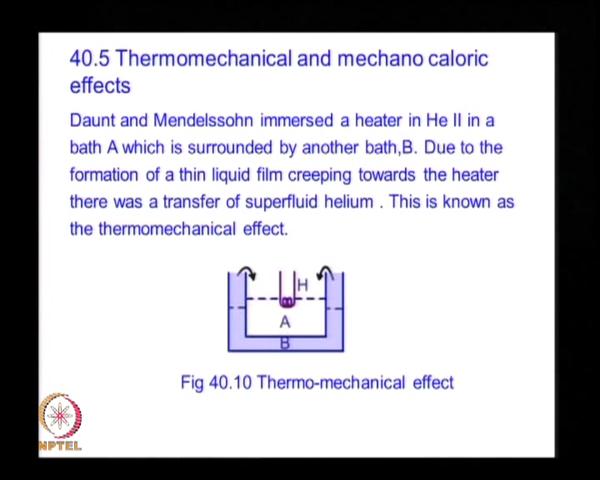 40.5 Thermomechanical and mechano caloric
effects
Daunt and Mendelssohn immersed a heater in He II in a
bath A which is surrounded by another bath,B. Due to the
formation of a thin liquid film creeping towards the heater
there was a transfer of superfluid helium . This is known as
the thermomechanical effect.
H
A
B
Fig 40.10 Thermo-mechanical effect
NPTEL